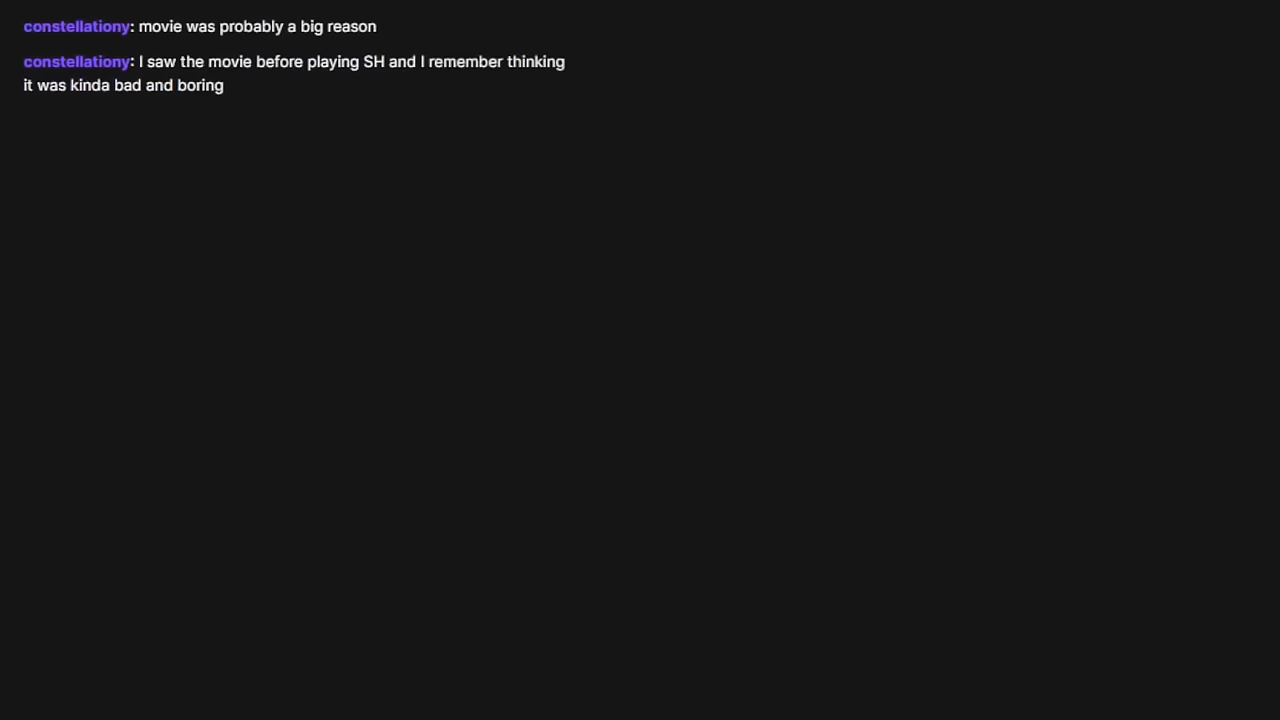 constellationy: movie was probably a big reason
constellationy: I saw the movie before playing SH and I remember thinking
it was kinda bad and boring